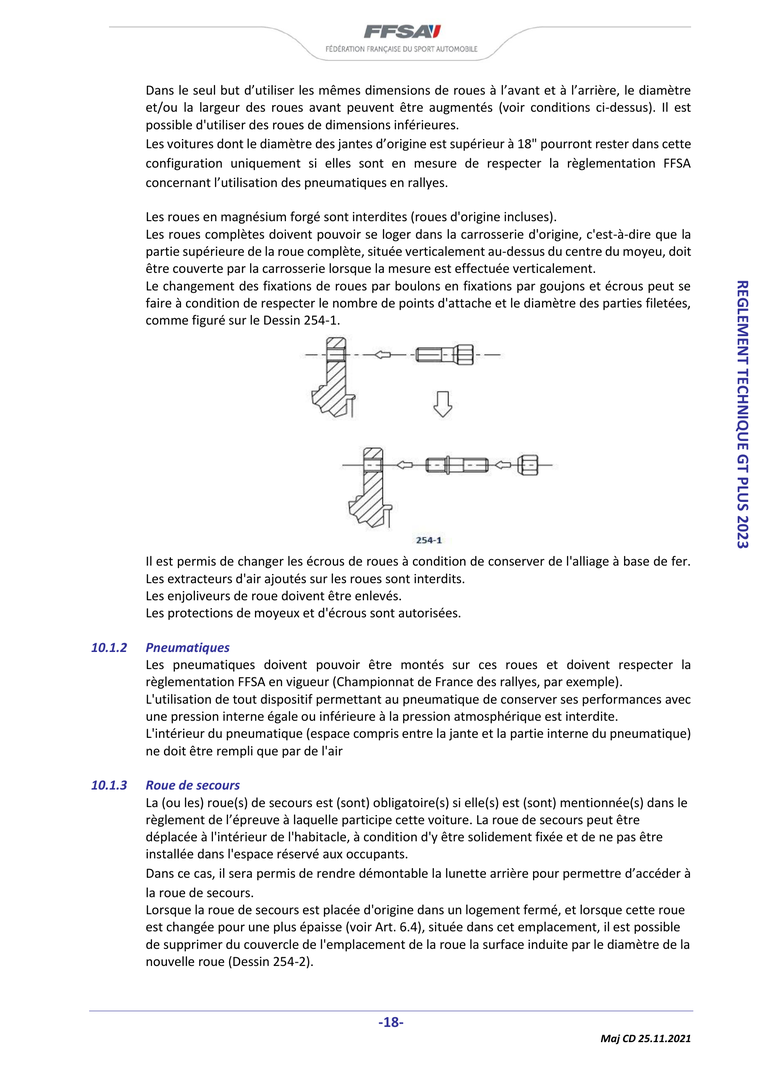 FFSA
FÉDÉRATION FRANÇAISE DU SPORT AUTOMOBILE
Dans le seul but d’utiliser les mêmes dimensions de roues à l’avant et à l’arrière, le diamètre
et/ou la largeur des roues avant peuvent être augmentés (voir conditions ci-dessus). Il est
possible d'utiliser des roues de dimensions inférieures.
Les voitures dont le diamètre des jantes d’origine est supérieur à 18" pourront rester dans cette
configuration uniquement si elles sont en mesure de respecter la règlementation FFSA
concernant l’utilisation des pneumatiques en rallyes.
Les roues en magnésium forgé sont interdites (roues d'origine incluses).
Les roues complètes doivent pouvoir se loger dans la carrosserie d'origine, c'est-à-dire que la
partie supérieure de la roue complète, située verticalement au-dessus du centre du moyeu, doit
être couverte par la carrosserie lorsque la mesure est effectuée verticalement.
Le changement des fixations de roues par boulons en fixations par goujons et écrous peut se
faire à condition de respecter le nombre de points d'attache et le diamètre des parties filetées,
comme figuré sur le Dessin 254-1.
254-1
Il est permis de changer les écrous de roues à condition de conserver de l'alliage à base de fer.
Les extracteurs d'air ajoutés sur les roues sont interdits.
Les enjoliveurs de roue doivent être enlevés.
Les protections de moyeux et d'écrous sont autorisées.
10.1.2 Pneumatiques
Les pneumatiques doivent pouvoir être montés sur ces roues et doivent respecter la
règlementation FFSA en vigueur (Championnat de France des rallyes, par exemple).
L'utilisation de tout dispositif permettant au pneumatique de conserver ses performances avec
une pression interne égale ou inférieure à la pression atmosphérique est interdite.
L'intérieur du pneumatique (espace compris entre la jante et la partie interne du pneumatique)
ne doit être rempli que par de l'air
10.1.3 Roue de secours
La (ou les) roue(s) de secours est (sont) obligatoire(s) si elle(s) est (sont) mentionnée(s) dans le
règlement de l’épreuve à laquelle participe cette voiture. La roue de secours peut être
déplacée à l'intérieur de l'habitacle, à condition d'y être solidement fixée et de ne pas être
installée dans l'espace réservé aux occupants.
Dans ce cas, il sera permis de rendre démontable la lunette arrière pour permettre d’accéder à
la roue de secours.
Lorsque la roue de secours est placée d'origine dans un logement fermé, et lorsque cette roue
est changée pour une plus épaisse (voir Art. 6.4), située dans cet emplacement, il est possible
de supprimer du couvercle de l'emplacement de la roue la surface induite par le diamètre de la
nouvelle roue (Dessin 254-2).
REGLEMENT TECHNIQUE GT PLUS 2023
-18-
Maj CD 25.11.2021